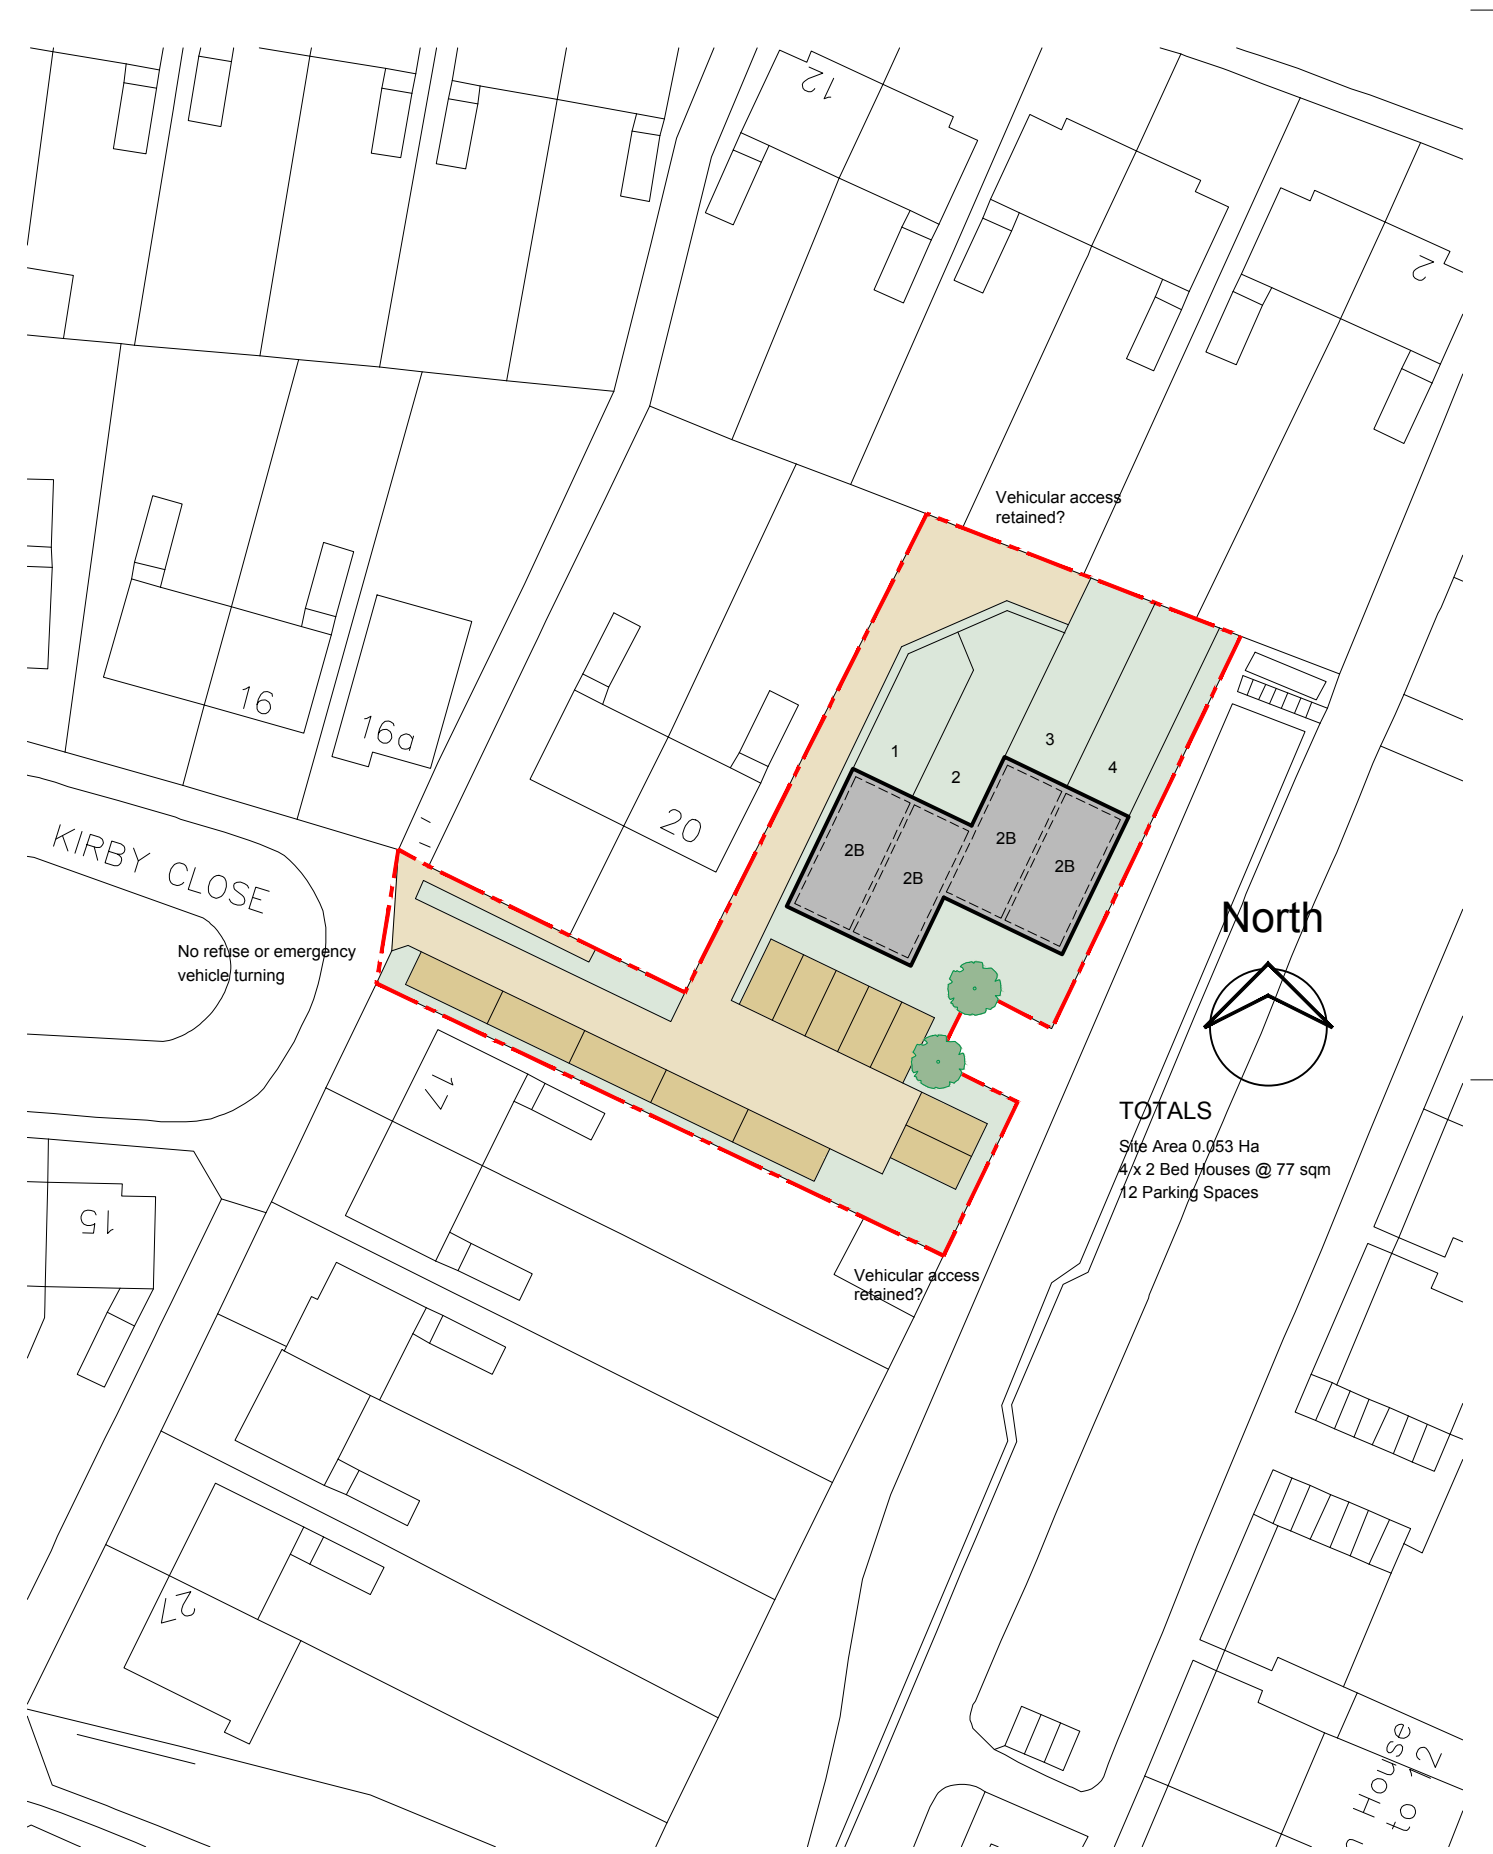 12
2
Vehicular access
retained?
16
16a
20
1
2
3
4
2B
2B
2B
2B
KIRBY CLOSE
No refuse or emergency
vehicle turning
North
17
TOTALS
Site Area 0.053 Ha
4 x 2 Bed Houses @ 77 sqm
12 Parking Spaces
15
Vehicular access
retained?
27
House
to 12